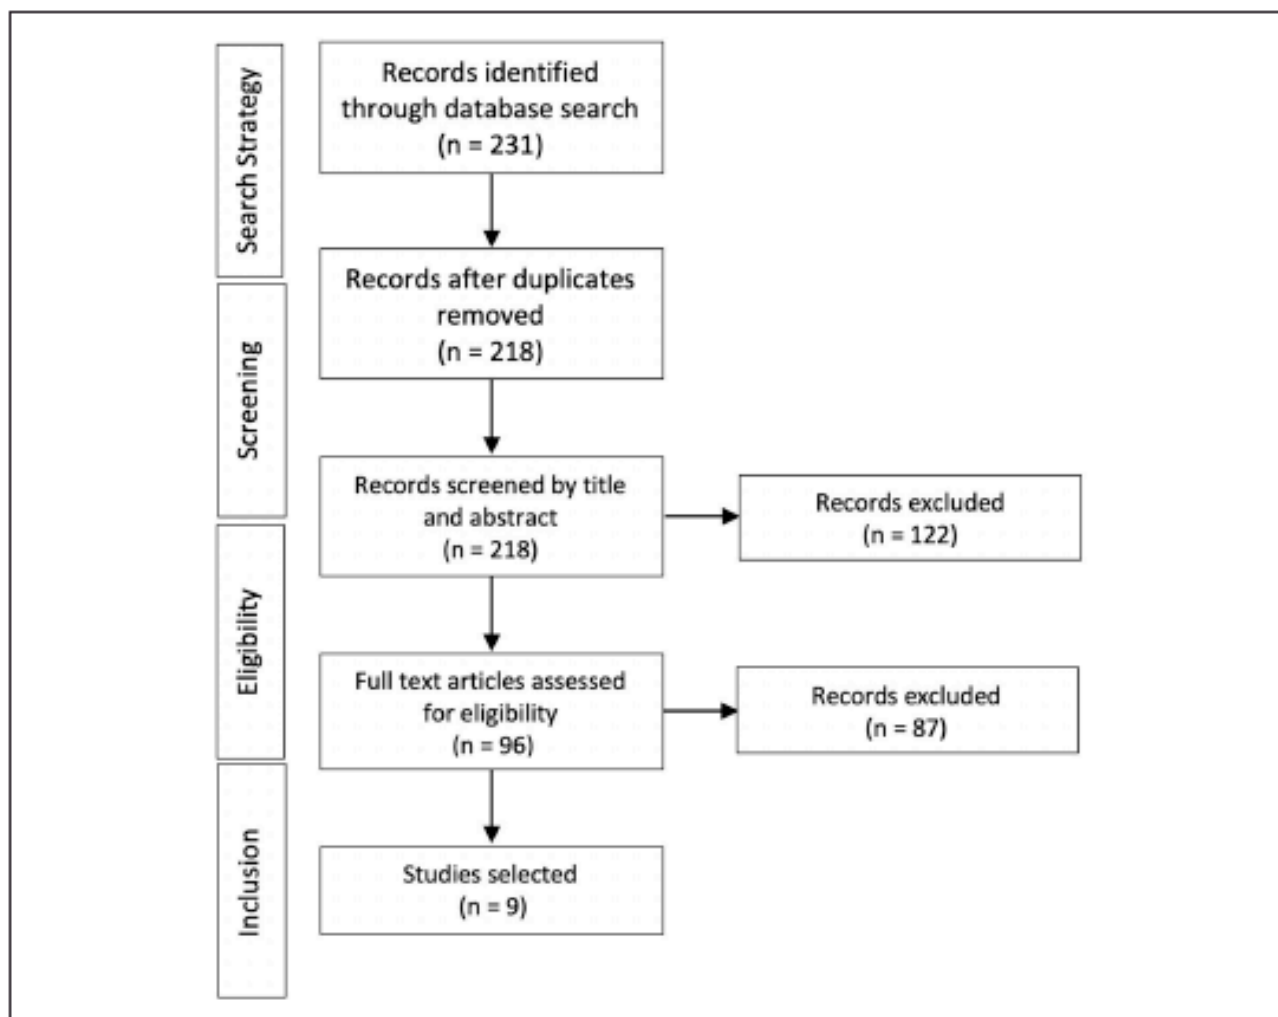 Search Strategy
Records identified
through database search
(n = 231)
Screening
Records after duplicates
removed
(n = 218)
Records screened by title
and abstract
(n = 218)
Records excluded
(n = 122)
Eligibility
Full text articles assessed
for eligibility
(n = 96)
Records excluded
(n = 87)
Inclusion
Studies selected
(n = 9)